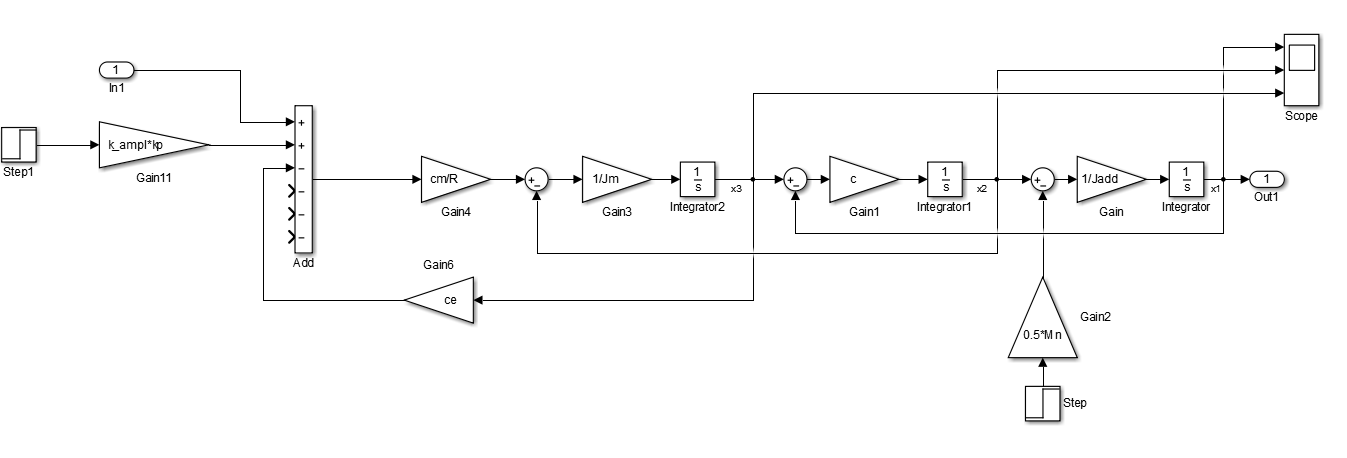 1
In1
Step1
k_ampl*kp
Gain11
+
+
−
−
−
−
Add
cm/R
Gain4
+
−
1/Jm
Gain3
1
s
Integrator2
x3
+
−
c
Gain1
1
s
Integrator1
x2
+
−
1/Jadd
Gain
1
s
Integrator
x1
1
Out1
Scope
Gain6
ce
0.5*Mn
Gain2
Step